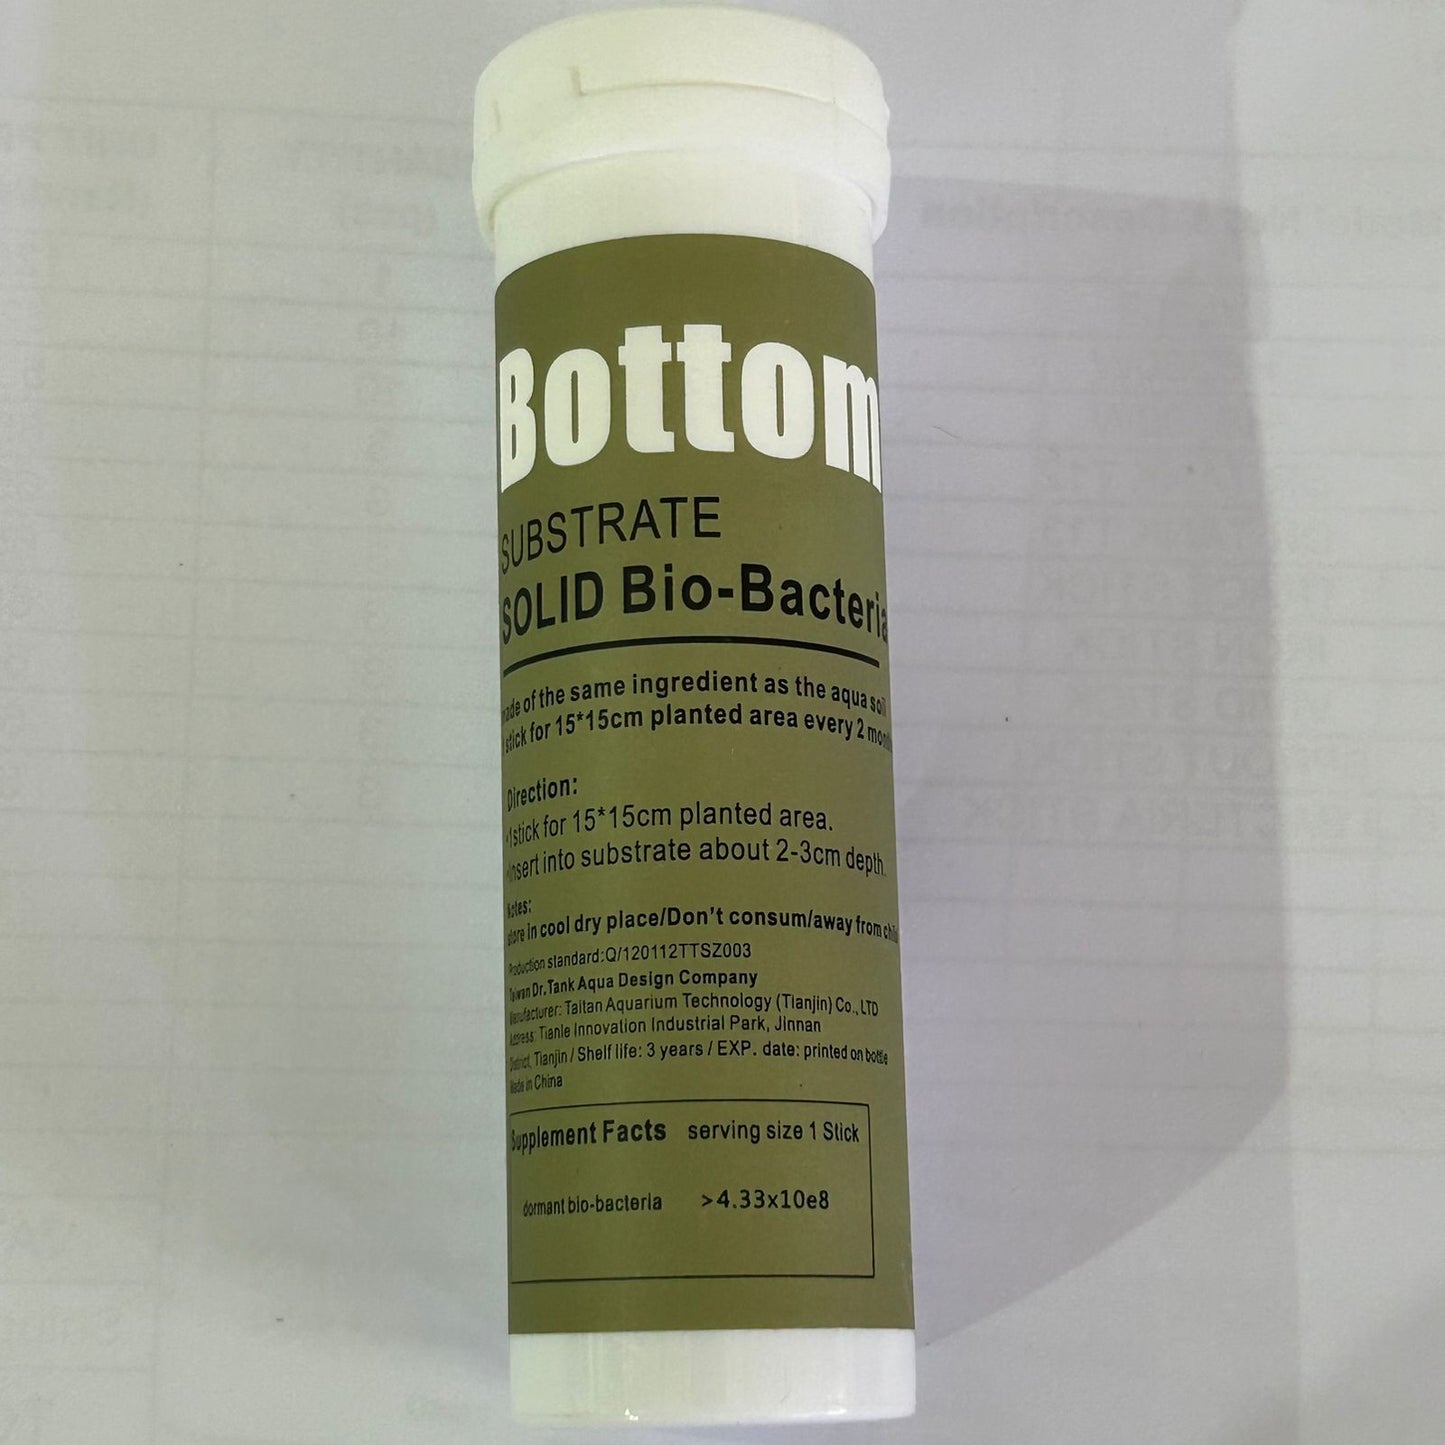 Bottom
SUBSTRATE
SOLID Bio-Bacteria
made of the same ingredient as the aqua soil
1 stick for 15*15cm planted area every 2
Direction:
·1stick for 15*15cm planted area.
·Insert into substrate about 2-3cm depth.
Notes:
store in cool dry place/Don't consum/away from
Production standard:Q/120112TTSZ003
Taiwan Dr.Tank Aqua Design Company
Manufacturer: Taitan Aquarium Technology (Tianjin) Co., LTD
Address: Tianle Innovation Industrial Park, Jinnan
District, Tianjin / Shelf life: 3 years / EXP. date: printed on bottle
Made in China
Supplement Facts serving size 1 Stick
dormant bio-bacteria >4.33x10e8